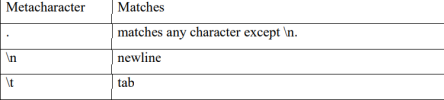 Metacharacter Matches
. matches any character except \n.
\n newline
\t tab